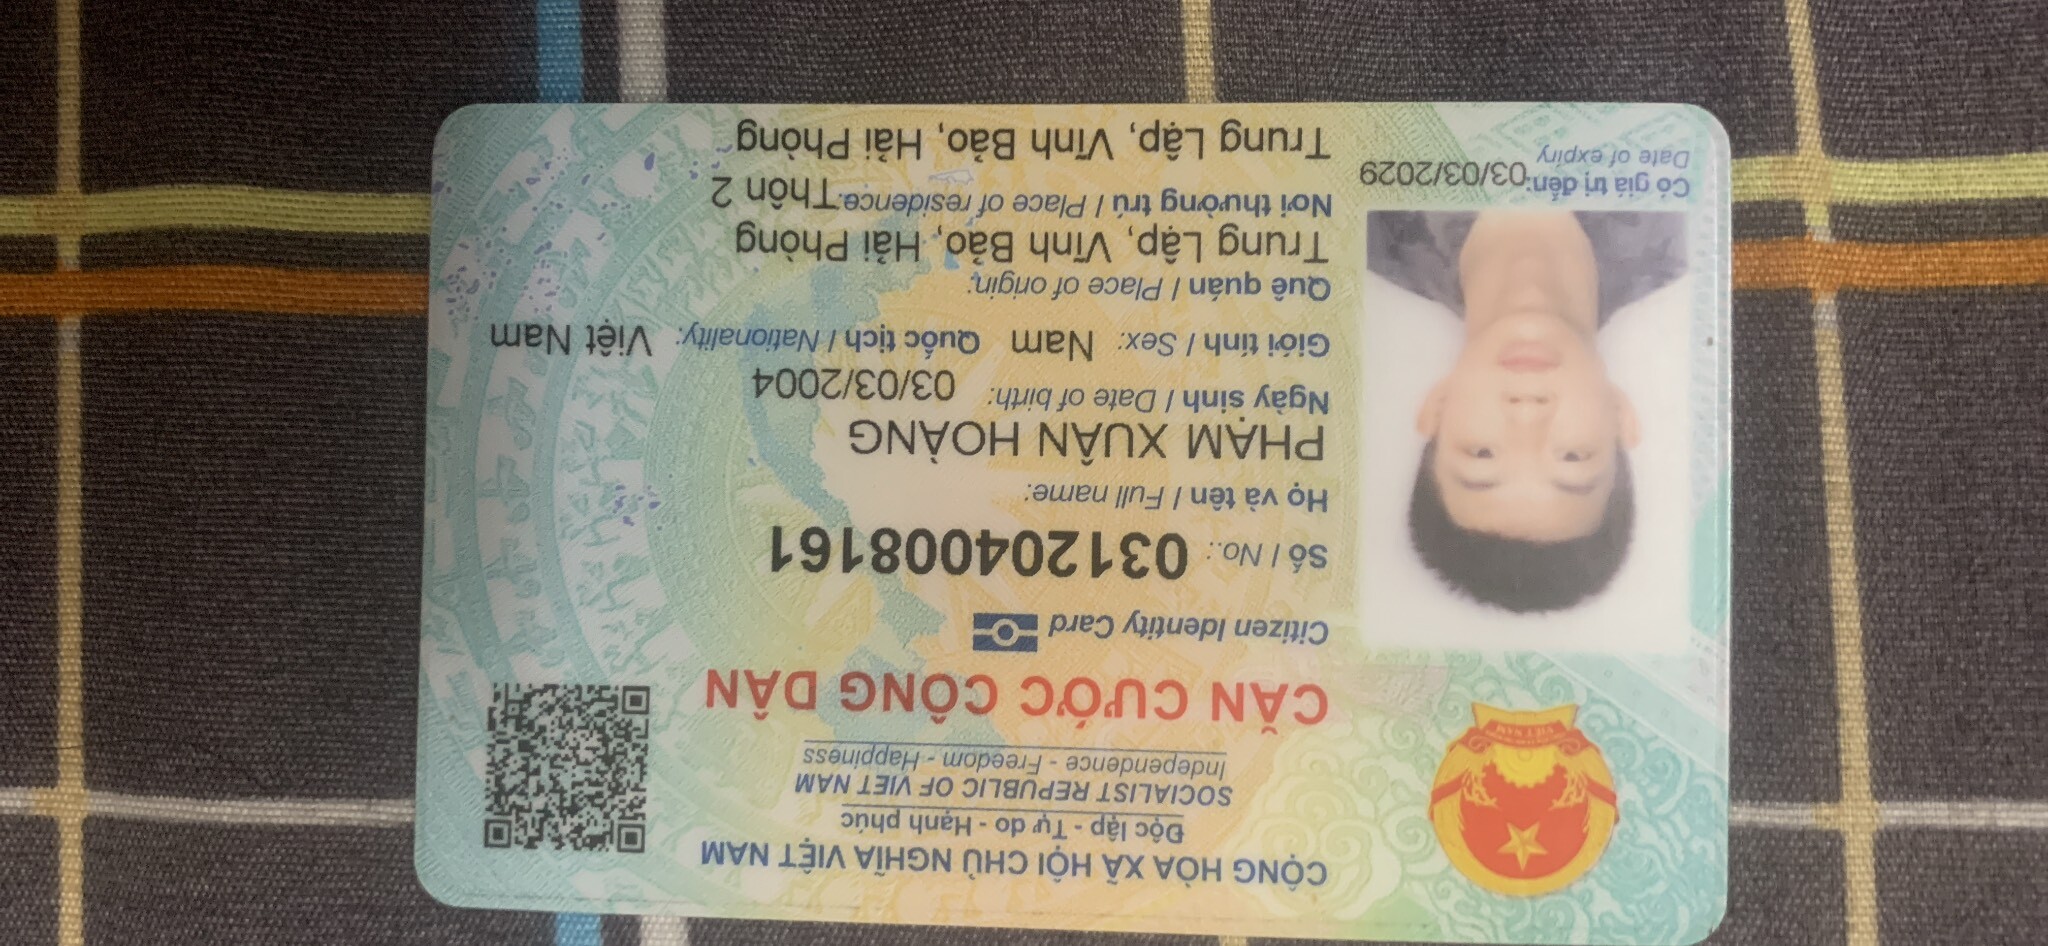 CỘNG HÒA XÃ HỘI CHỦ NGHĨA VIỆT NAM
Độc lập - Tự do - Hạnh phúc
SOCIALIST REPUBLIC OF VIET NAM
Independence - Freedom - Happiness
CĂN CƯỚC CÔNG DÂN
Citizen Identity Card
Số / No.: 031204008161
Họ và tên / Full name:
PHẠM XUÂN HOÀNG
Ngày sinh / Date of birth: 03/03/2004
Giới tính / Sex: Nam Quốc tịch / Nationality: Việt Nam
Quê quán / Place of origin:
Trung Lập, Vĩnh Bảo, Hải Phòng
Nơi thường trú / Place of residence: Thôn 2
Trung Lập, Vĩnh Bảo, Hải Phòng
Có giá trị đến: 03/03/2029
Date of expiry